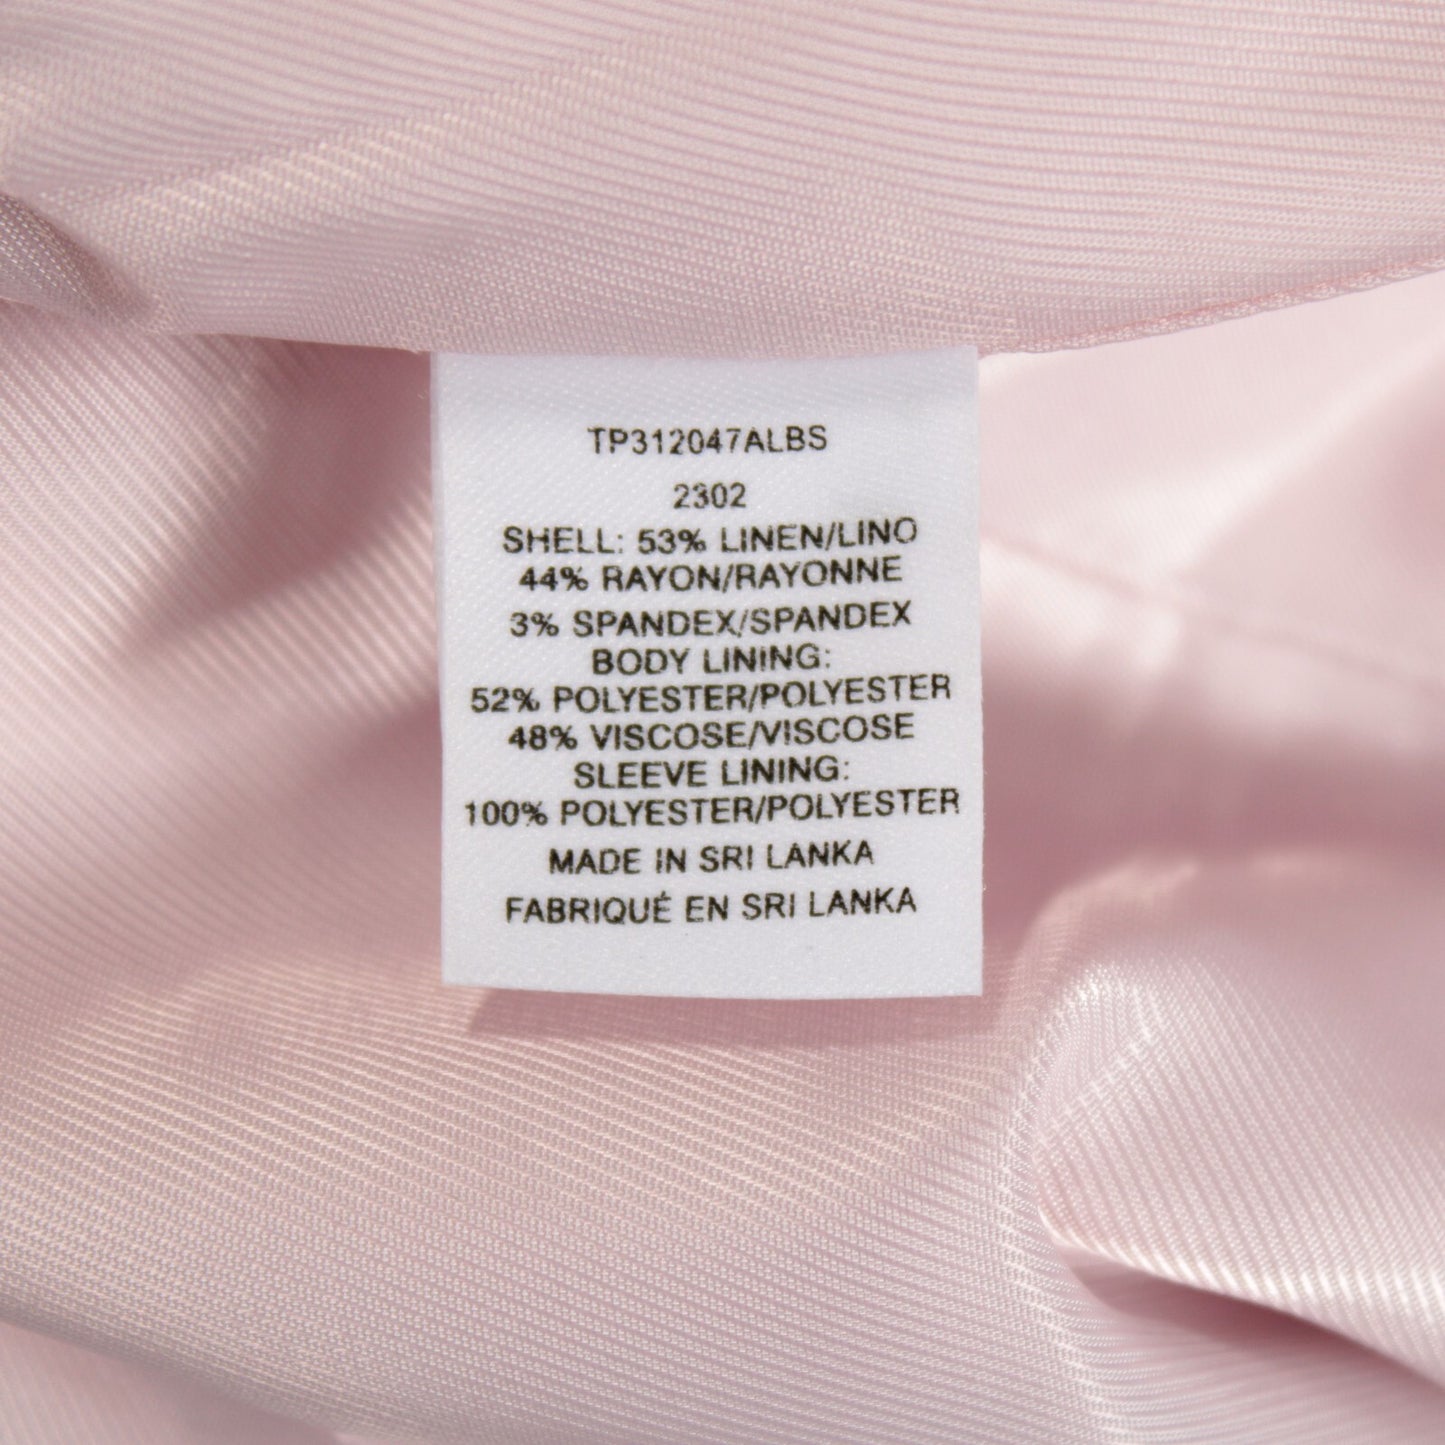 TP312047ALBS
2302
SHELL: 53% LINEN/LINO
44% RAYON/RAYONNE
3% SPANDEX/SPANDEX
BODY LINING:
52% POLYESTER/POLYESTER
48% VISCOSE/VISCOSE
SLEEVE LINING:
100% POLYESTER/POLYESTER
MADE IN SRI LANKA
FABRIQUÉ EN SRI LANKA